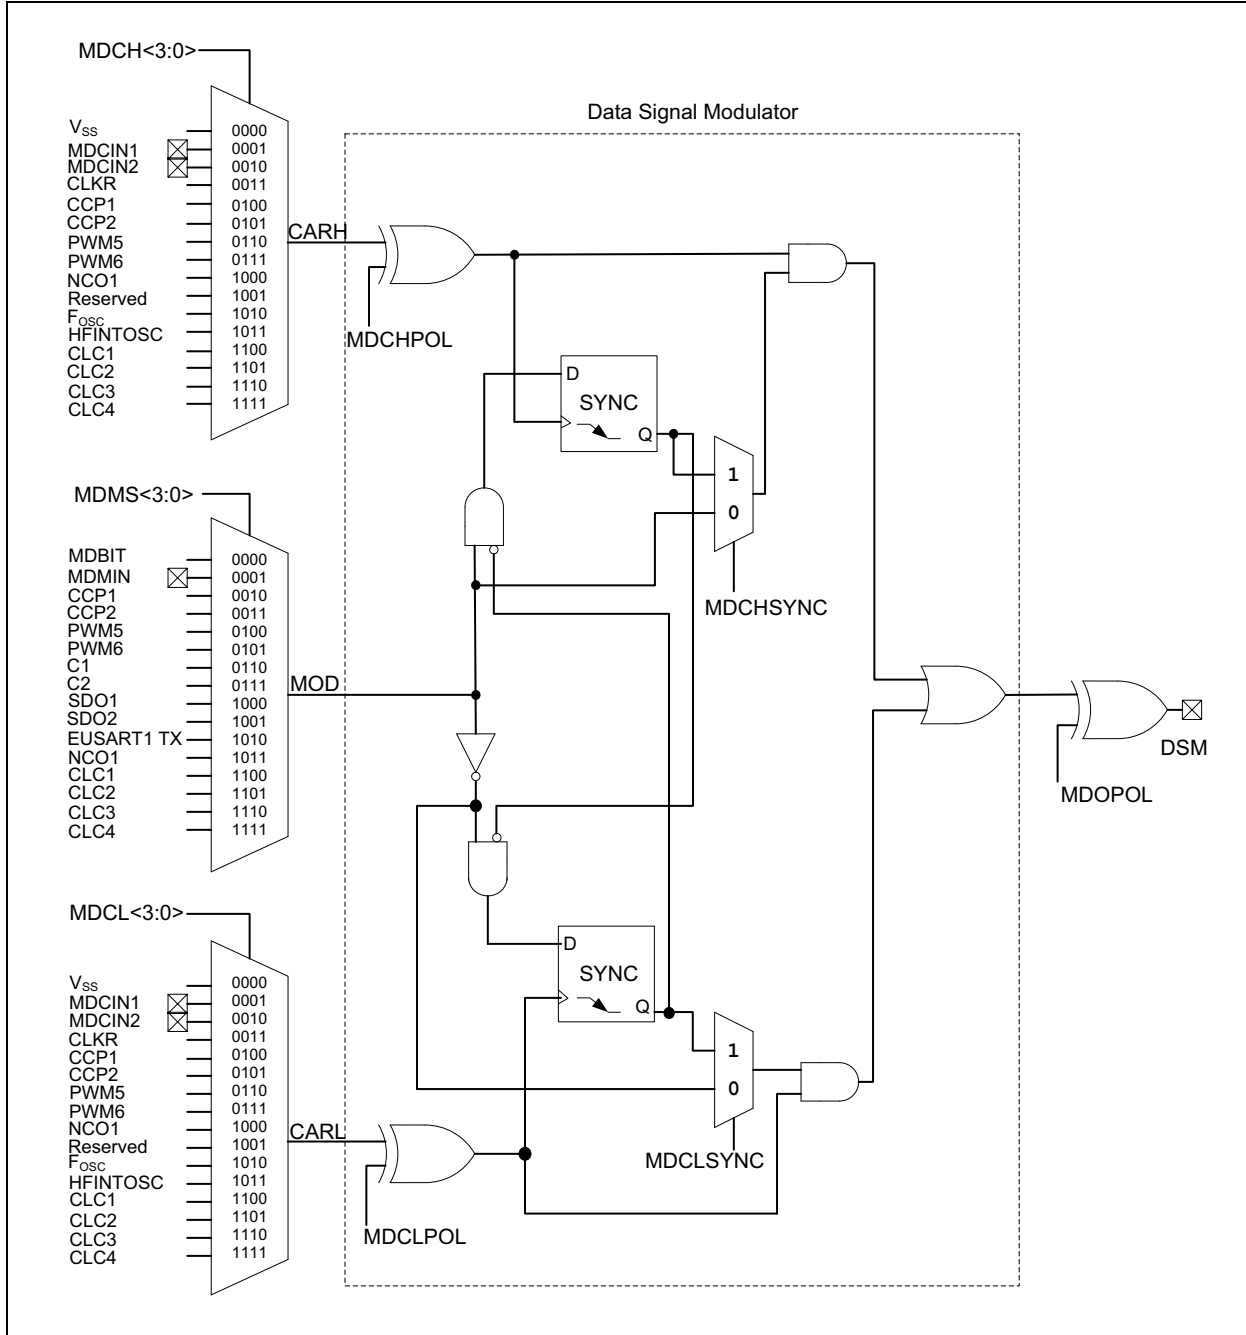 MDCH<3:0>
Data Signal Modulator
VSS 0000
MDCIN1 0001
MDCIN2 0010
CLKR 0011
CCP1 0100
CCP2 0101
PWM5 0110
PWM6 0111
NCO1 1000
Reserved 1001
FOSC 1010
HFINTOSC 1011
CLC1 1100
CLC2 1101
CLC3 1110
CLC4 1111
CARH
MDCHPOL
D
SYNC
Q
1
0
MDCHSYNC
MDMS<3:0>
MDBIT 0000
MDMIN 0001
CCP1 0010
CCP2 0011
PWM5 0100
PWM6 0101
C1 0110
C2 0111
SDO1 1000
SDO2 1001
EUSART1 TX 1010
NCO1 1011
CLC1 1100
CLC2 1101
CLC3 1110
CLC4 1111
MOD
DSM
MDOPOL
MDCL<3:0>
VSS 0000
MDCIN1 0001
MDCIN2 0010
CLKR 0011
CCP1 0100
CCP2 0101
PWM5 0110
PWM6 0111
NCO1 1000
Reserved 1001
FOSC 1010
HFINTOSC 1011
CLC1 1100
CLC2 1101
CLC3 1110
CLC4 1111
CARL
MDCLPOL
D
SYNC
Q
1
0
MDCLSYNC